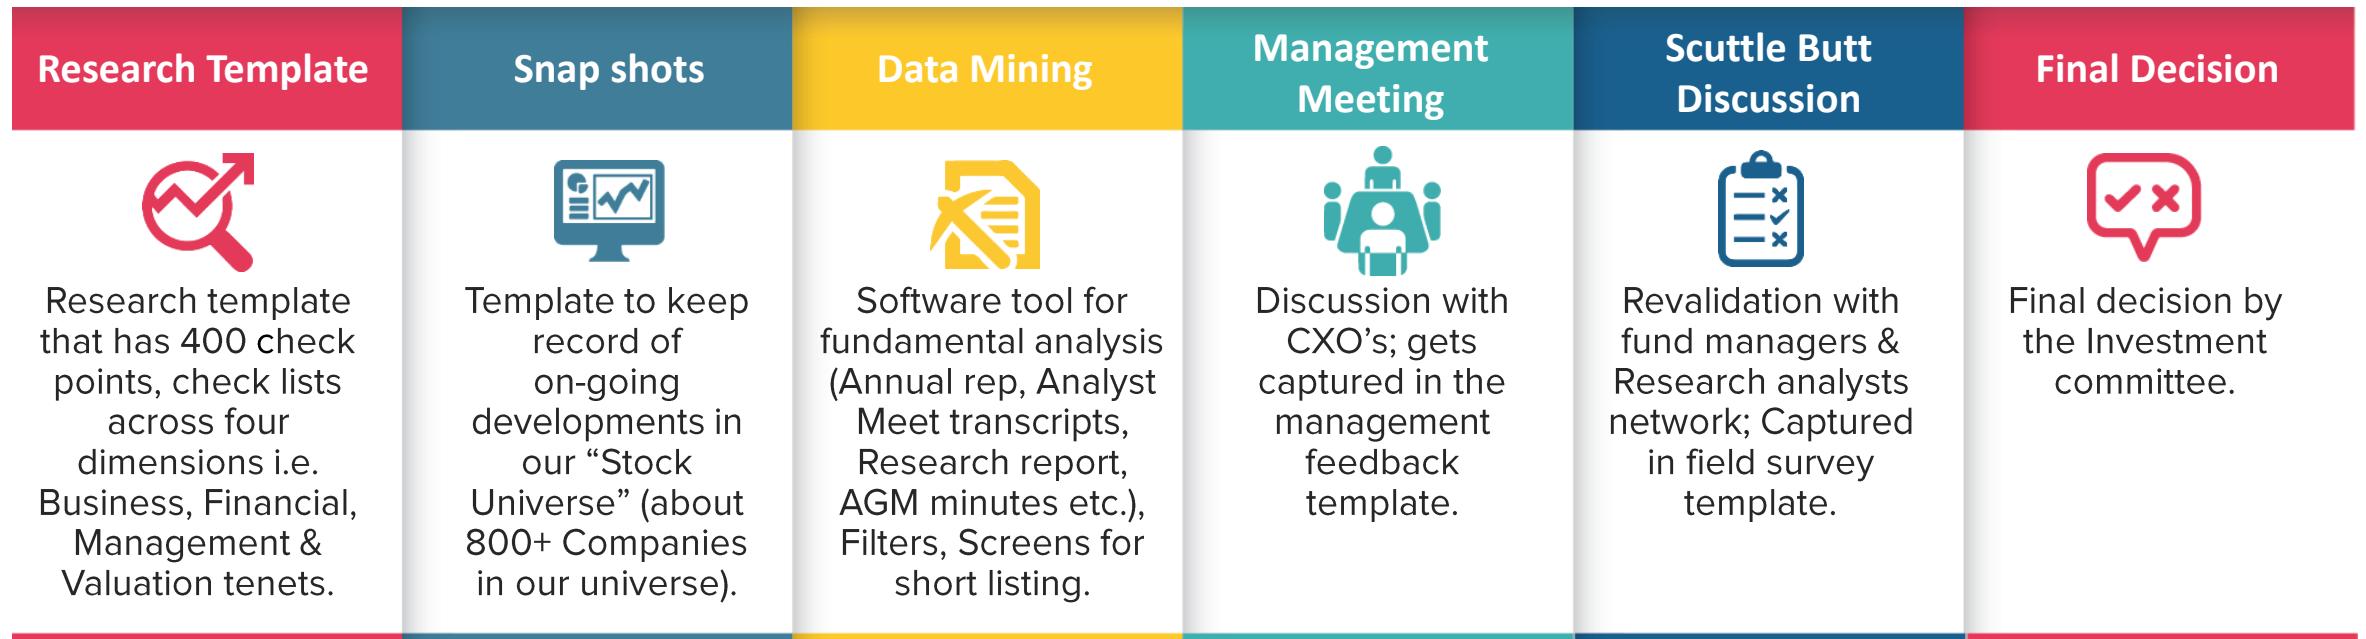 Research Template
Research template
that has 400 check
points, check lists
across four
dimensions i.e.
Business, Financial,
Management &
Valuation tenets.
Snap shots
Template to keep
record of
on-going
developments in
our “Stock
Universe” (about
800+ Companies
in our universe).
Data Mining
Software tool for
fundamental analysis
(Annual rep, Analyst
Meet transcripts,
Research report,
AGM minutes etc.),
Filters, Screens for
short listing.
Management
Meeting
Discussion with
CXO’s; gets
captured in the
management
feedback
template.
Scuttle Butt
Discussion
Revalidation with
fund managers &
Research analysts
network; Captured
in field survey
template.
Final Decision
Final decision by
the Investment
committee.